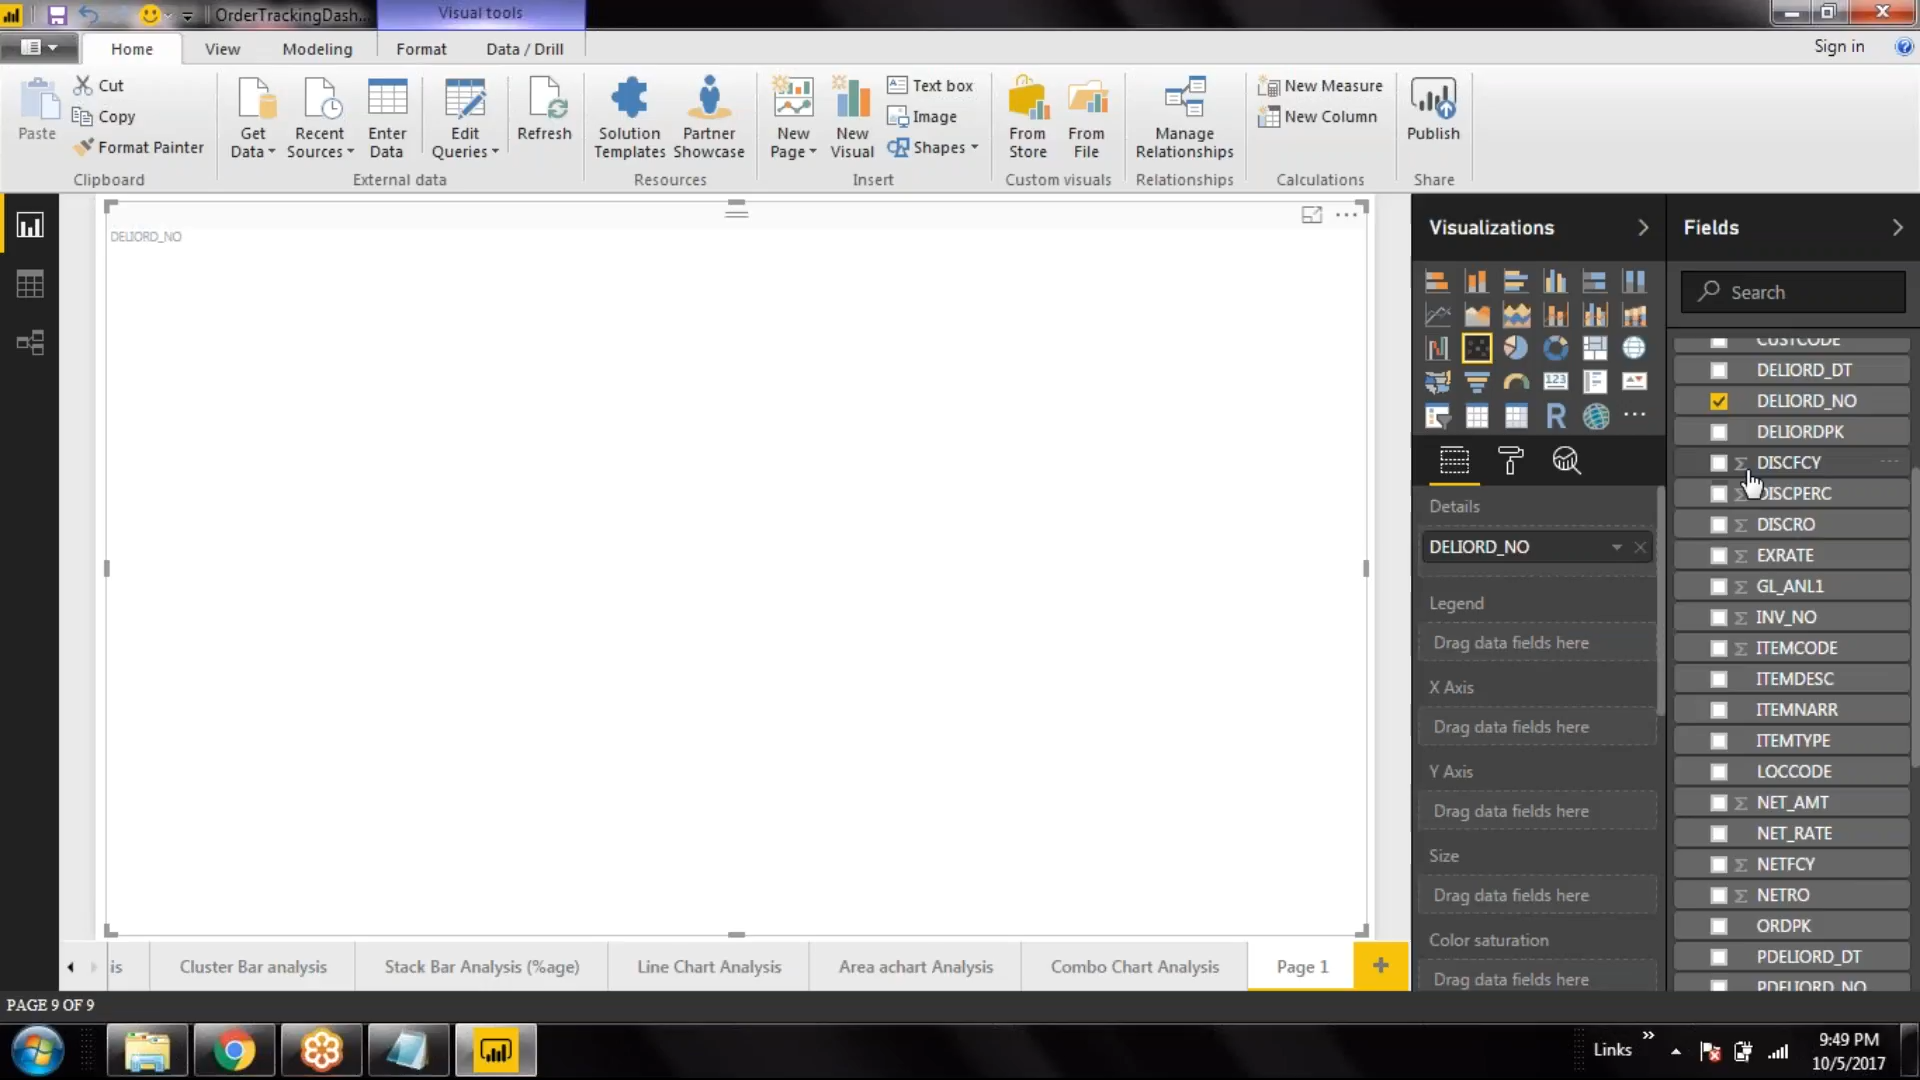 OrderTrackingDash...
Visual tools
Home
View
Modeling
Format
Data / Drill
Sign in
Paste
Cut
Copy
Format Painter
Clipboard
Get Data
Recent Sources
Enter Data
Edit Queries
External data
Refresh
Solution Templates
Partner Showcase
Resources
New Page
New Visual
Text box
Image
Shapes
Insert
From Store
From File
Custom visuals
Manage Relationships
Relationships
New Measure
New Column
Calculations
Publish
Share
DELIORD_NO
Visualizations
Details
DELIORD_NO
Legend
Drag data fields here
X Axis
Drag data fields here
Y Axis
Drag data fields here
Size
Drag data fields here
Color saturation
Drag data fields here
Fields
Search
CUSTCODE
DELIORD_DT
DELIORD_NO
DELIORDPK
DISCFCY
DISCPERC
DISCRO
EXRATE
GL_ANL1
INV_NO
ITEMCODE
ITEMDESC
ITEMNARR
ITEMTYPE
LOCCODE
NET_AMT
NET_RATE
NETFCY
NETRO
ORDPK
PDELIORD_DT
PDELIORD_NO
is
Cluster Bar analysis
Stack Bar Analysis (%age)
Line Chart Analysis
Area achart Analysis
Combo Chart Analysis
Page 1
PAGE 9 OF 9
Links
9:49 PM
10/5/2017